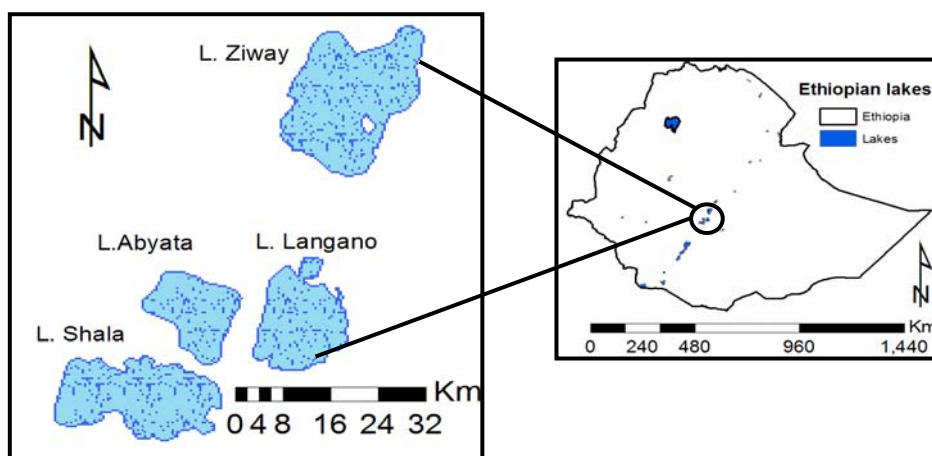 L. Ziway
N
L.Abyata
L. Langano
L. Shala
Km
0 4 8 16 24 32
Ethiopian lakes
Ethiopia
Lakes
N
Km
0 240 480 960 1,440